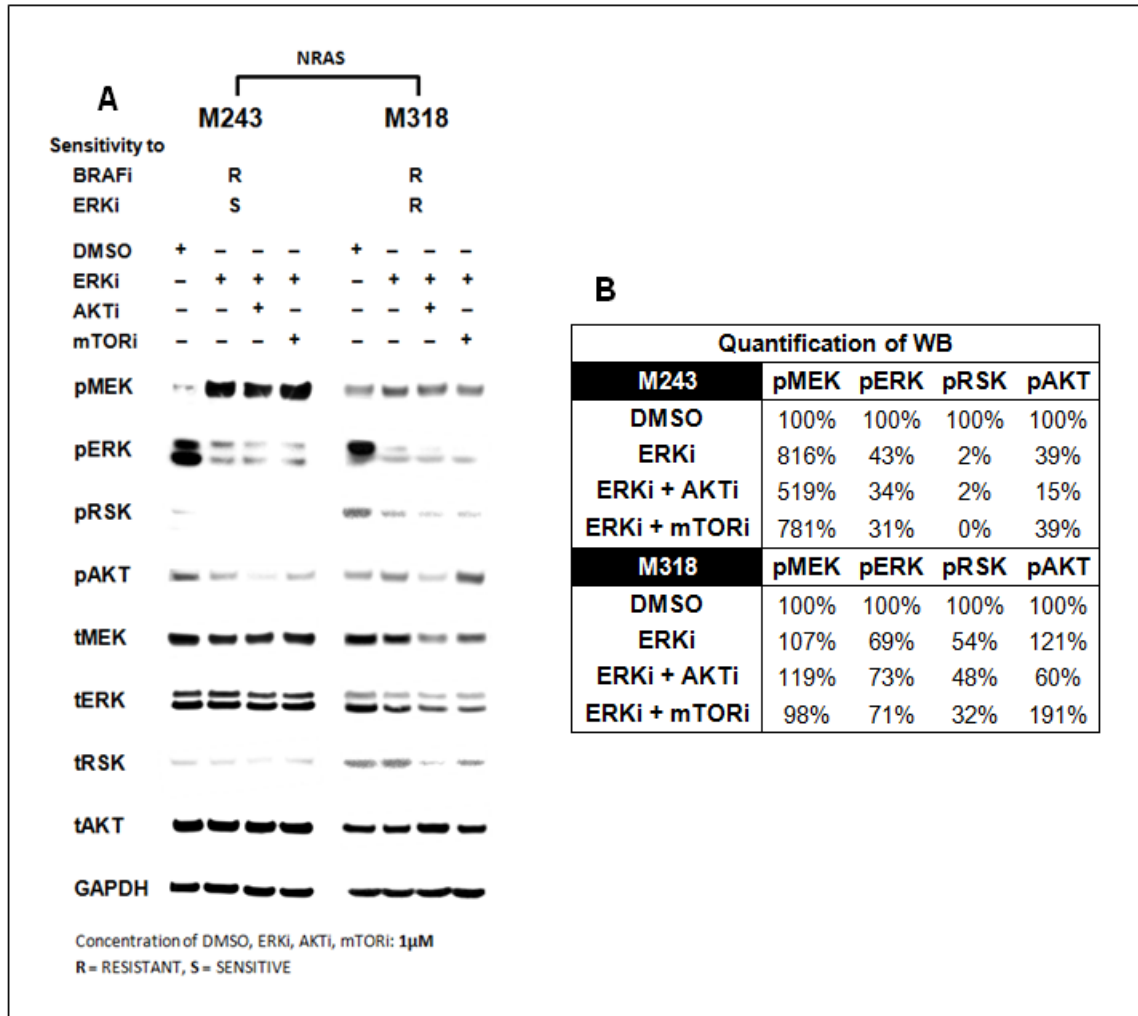 NRAS
A
M243 M318
Sensitivity to
BRAFi R R
ERKi S R
DMSO + – – – + – – –
ERKi – + + + – + + +
AKTi – – + – – – + –
mTORi – – – + – – – +
pMEK
pERK
pRSK
pAKT
tMEK
tERK
tRSK
tAKT
GAPDH
Concentration of DMSO, ERKi, AKTi, mTORi: 1µM
R = RESISTANT, S = SENSITIVE
B
Quantification of WB
M243 pMEK pERK pRSK pAKT
DMSO 100% 100% 100% 100%
ERKi 816% 43% 2% 39%
ERKi + AKTi 519% 34% 2% 15%
ERKi + mTORi 781% 31% 0% 39%
M318 pMEK pERK pRSK pAKT
DMSO 100% 100% 100% 100%
ERKi 107% 69% 54% 121%
ERKi + AKTi 119% 73% 48% 60%
ERKi + mTORi 98% 71% 32% 191%